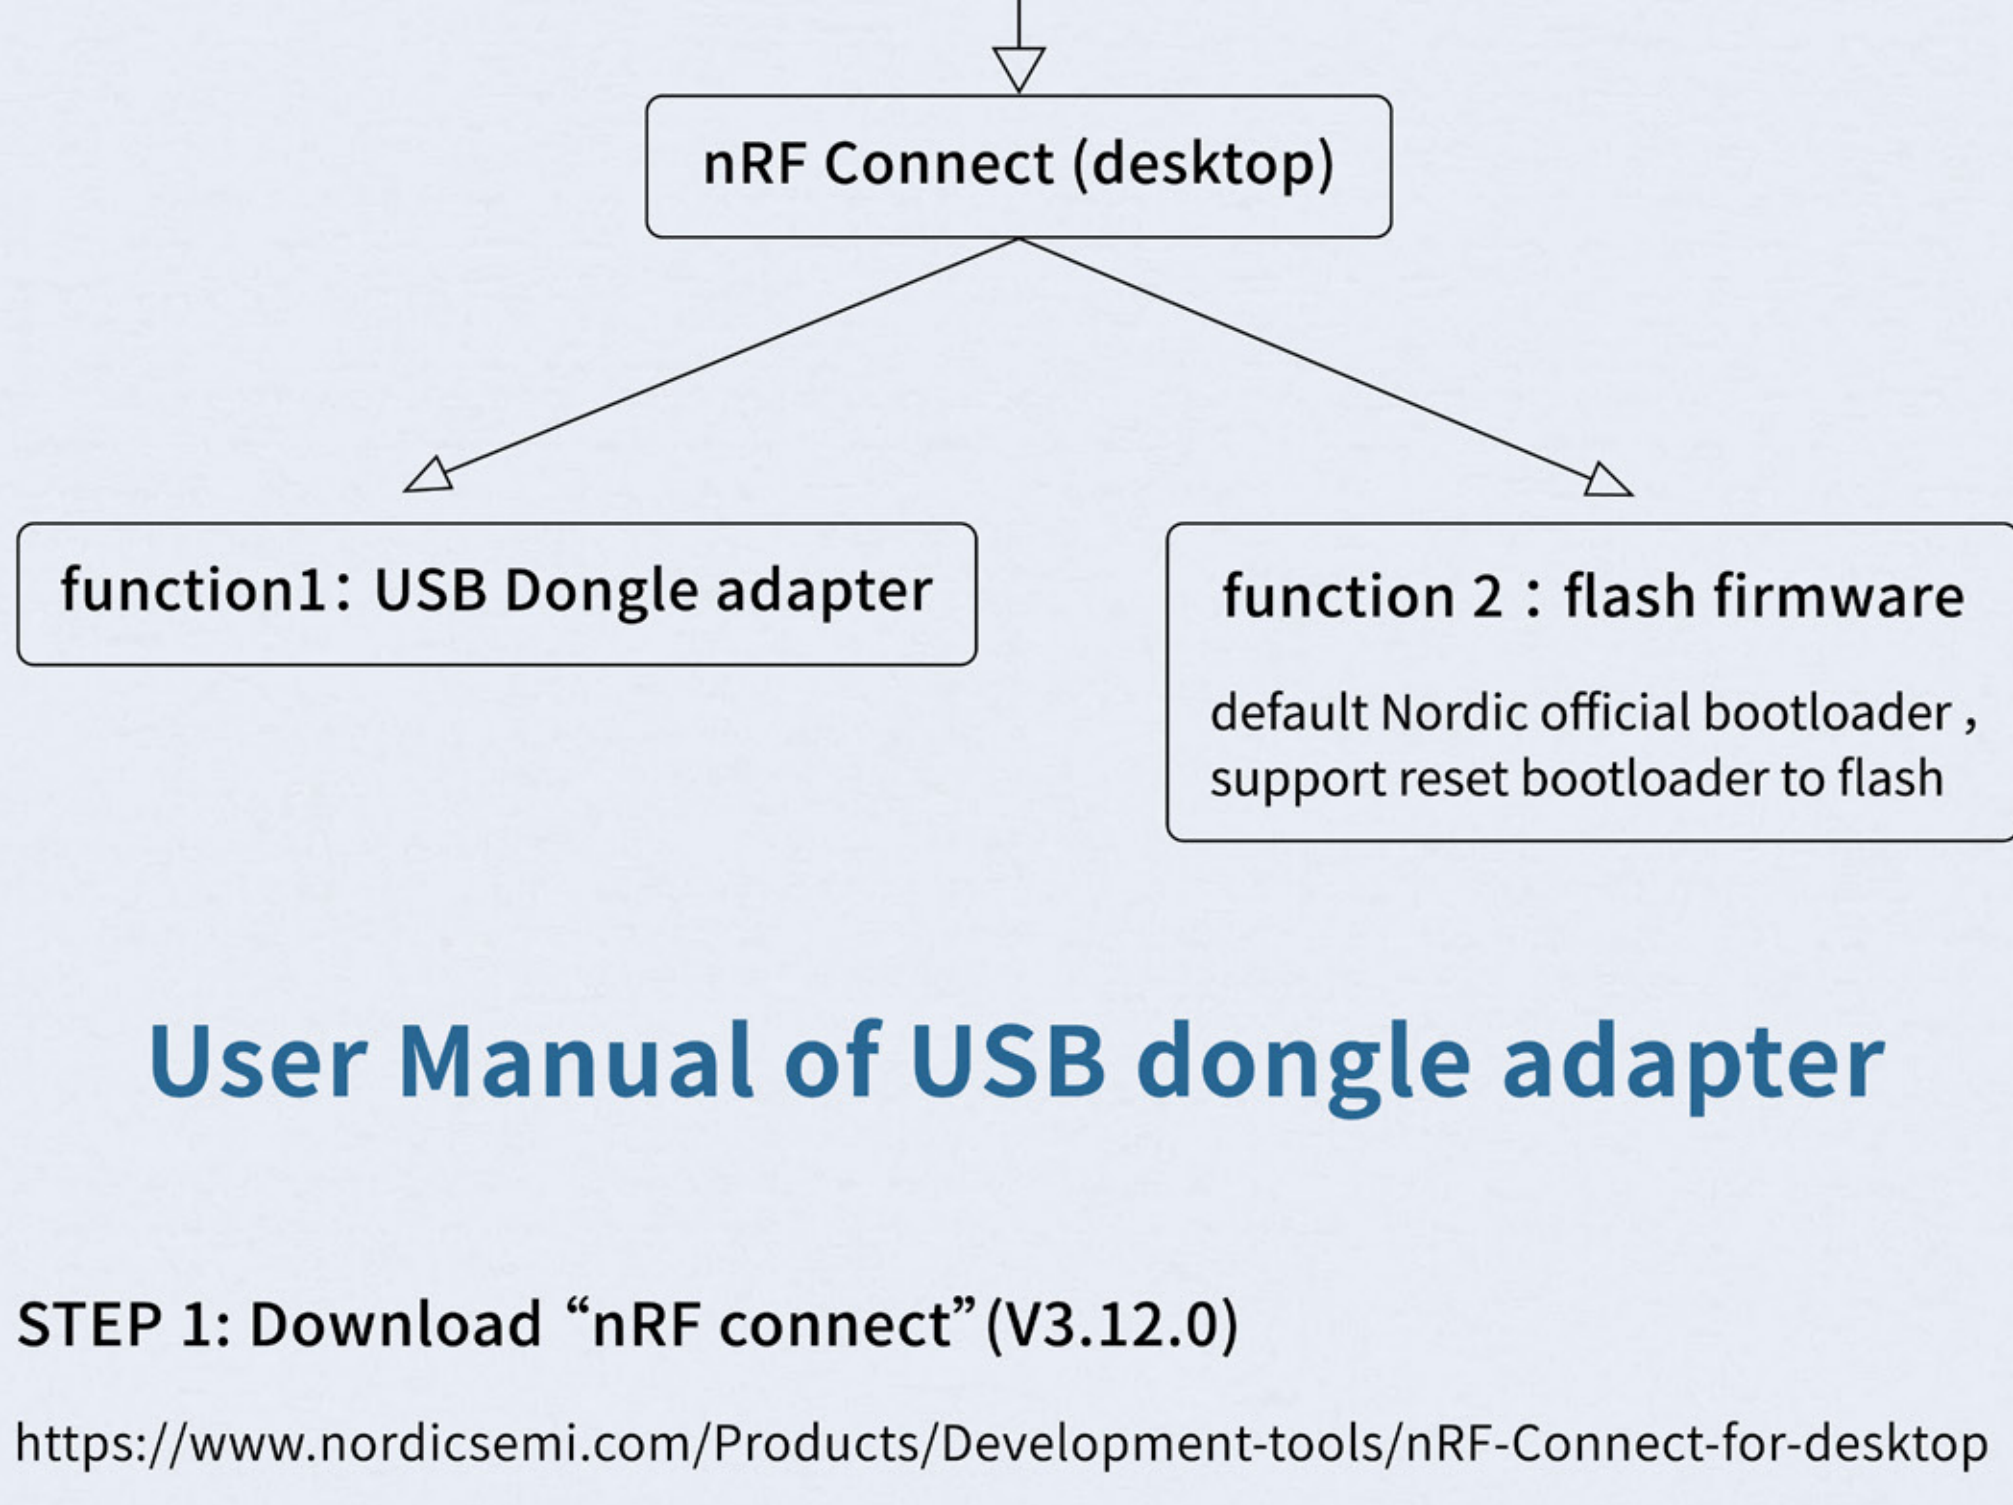 nRF Connect (desktop)
function1: USB Dongle adapter
function 2：flash firmware
default Nordic official bootloader，
support reset bootloader to flash
User Manual of USB dongle adapter
STEP 1: Download “nRF connect”(V3.12.0)
https://www.nordicsemi.com/Products/Development-tools/nRF-Connect-for-desktop